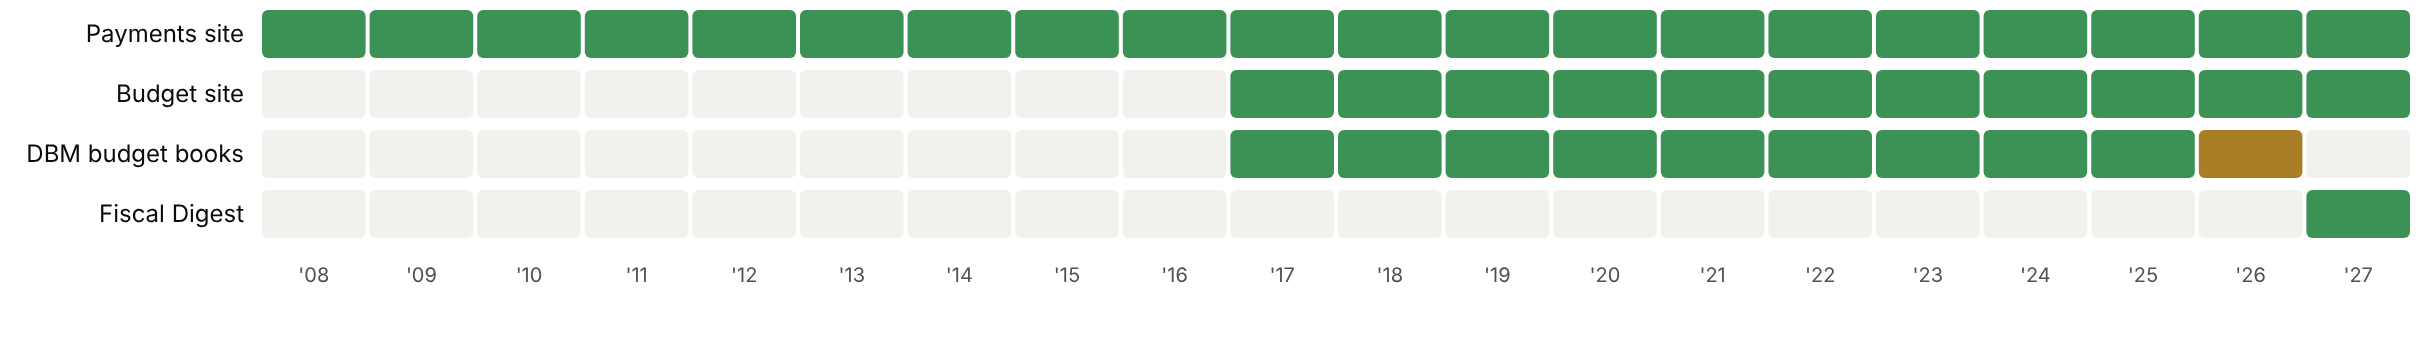 Payments site
Budget site
DBM budget books
Fiscal Digest
'08 '09 '10 '11 '12 '13 '14 '15 '16 '17 '18 '19 '20 '21 '22 '23 '24 '25 '26 '27